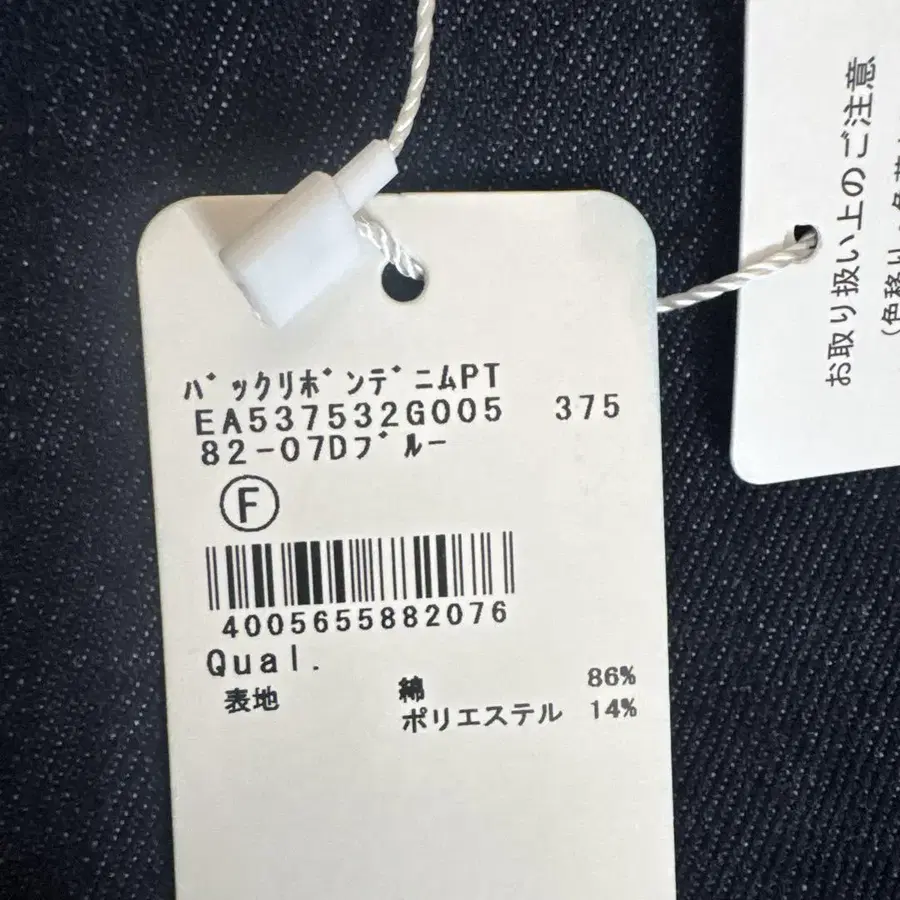 ﾊﾞｯｸﾘﾎﾞﾝﾃﾞﾆﾑPT
EA537532G005 375
82-07Dﾌﾞﾙｰ
F
4005655882076
Qual.
表地 綿 86%
ポリエステル 14%
お取り扱い上のご注意